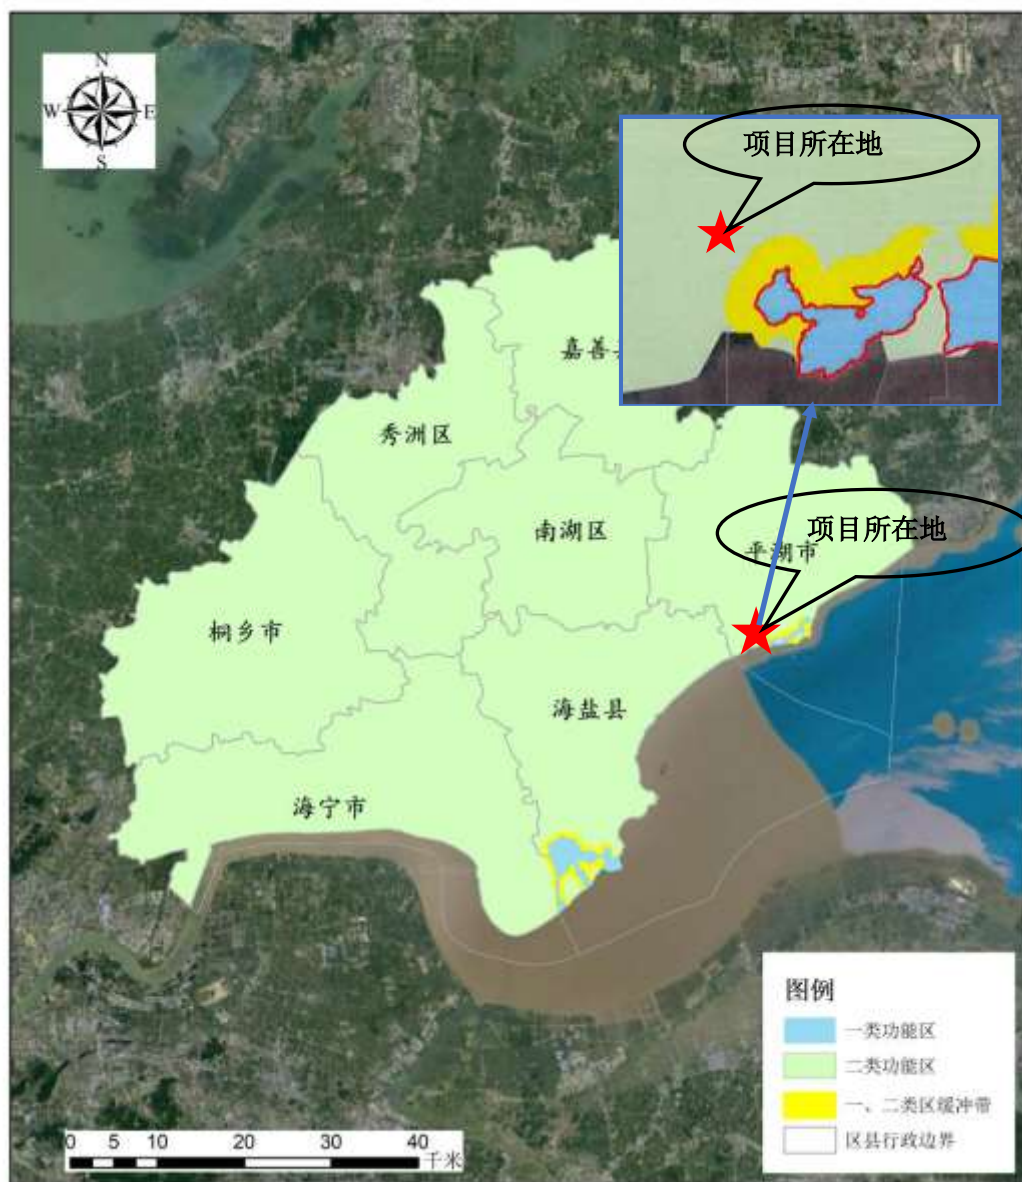 N
W
E
S
项目所在地
嘉善
秀洲区
南湖区
项目所在地
平湖市
桐乡市
海盐县
海宁市
图例
一类功能区
二类功能区
一、二类区缓冲带
区县行政边界
0 5 10 20 30 40
千米